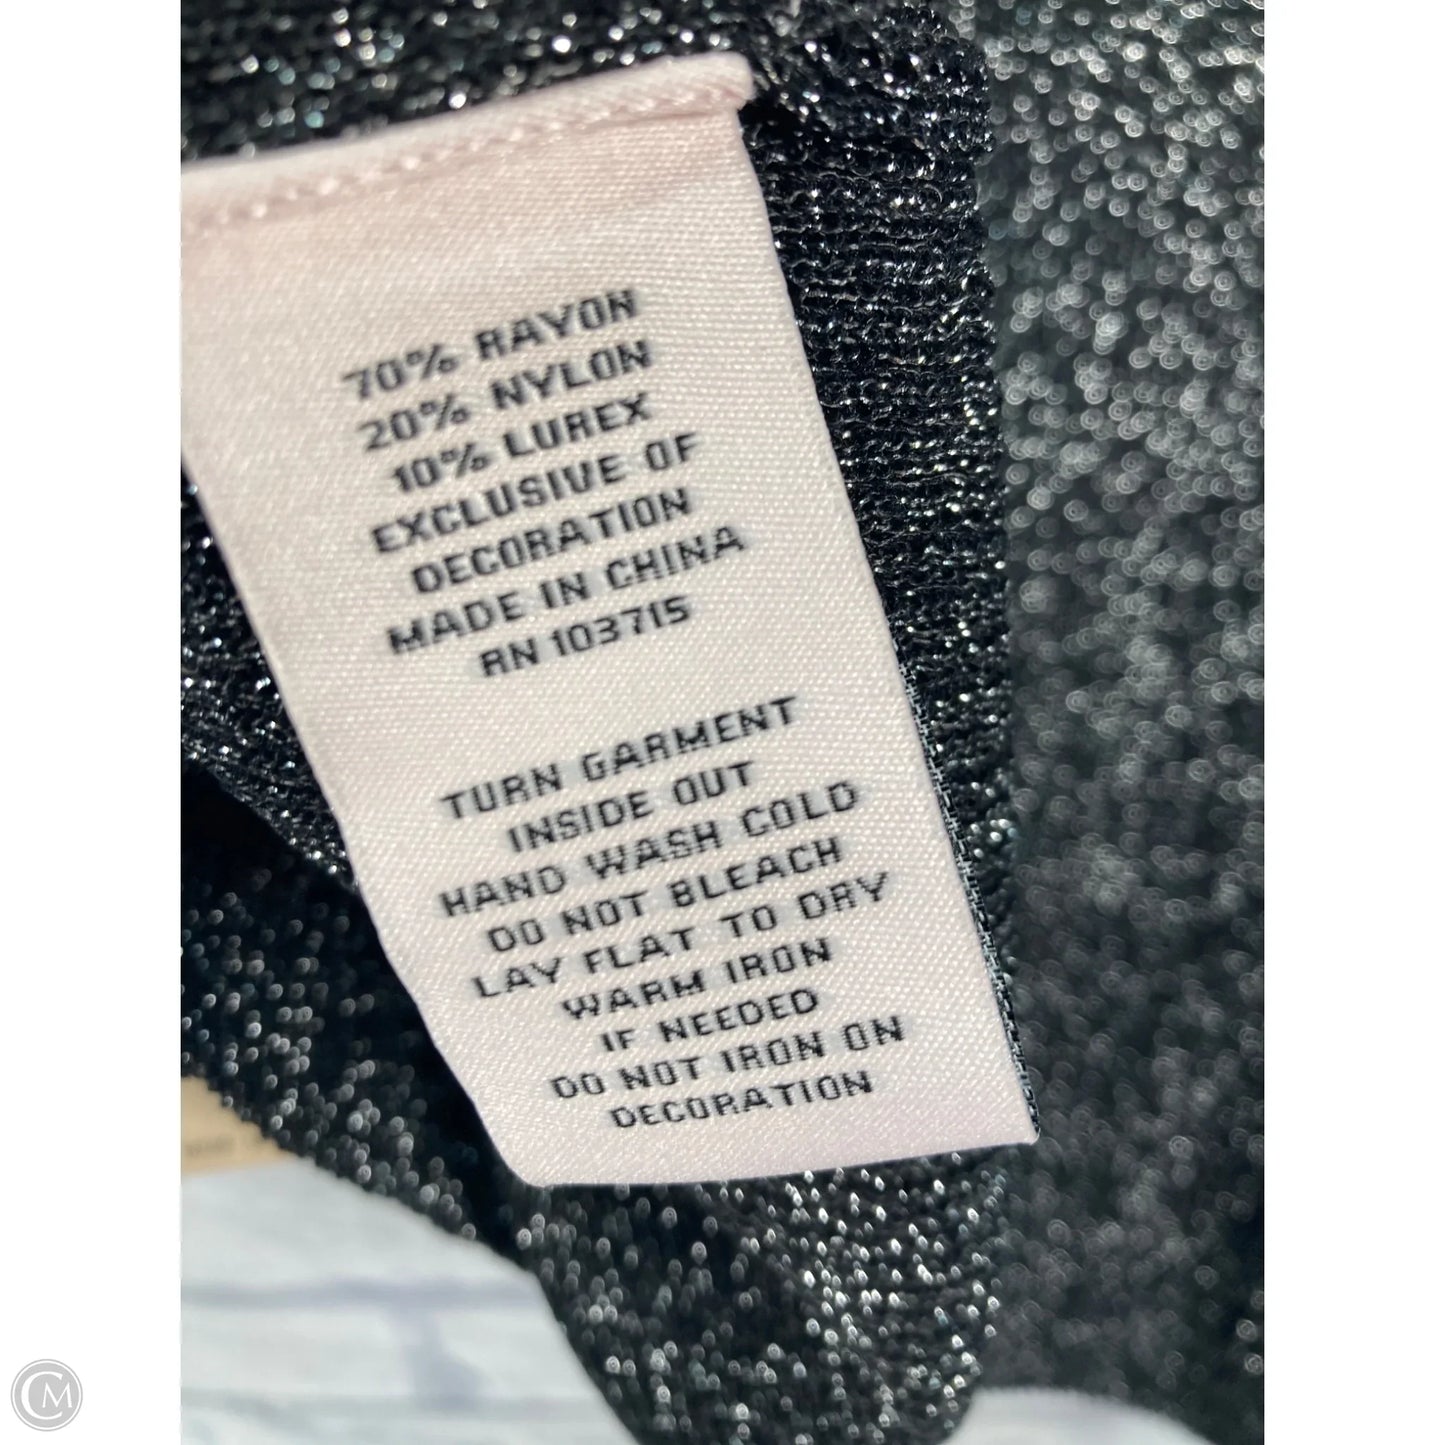 70% RAYON
20% NYLON
10% LUREX
EXCLUSIVE OF
DECORATION
MADE IN CHINA
RN 103715
TURN GARMENT
INSIDE OUT
HAND WASH COLD
DO NOT BLEACH
LAY FLAT TO DRY
WARM IRON
IF NEEDED
DO NOT IRON ON
DECORATION
CM